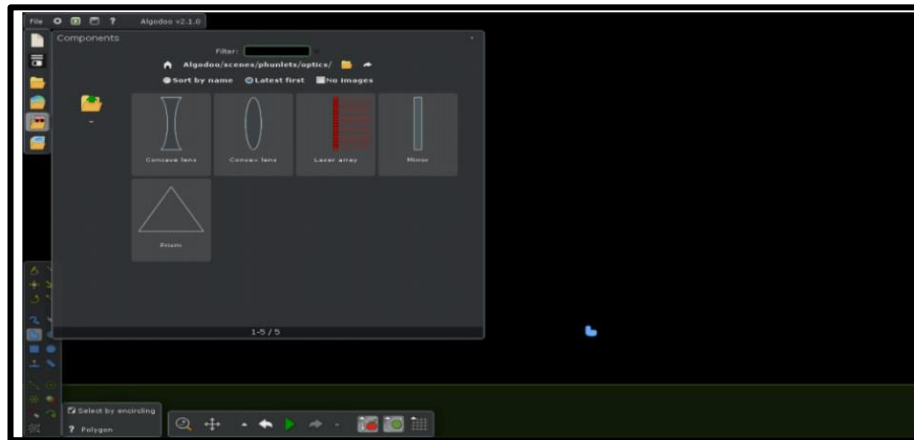 File ? Algodoo v2.1.0
Components
Filter:
Algodoo/scenes/phunlets/optics/
Sort by name Latest first No images
Concave lens Convex lens Laser array Mirror
Prism
1-5 / 5
Select by encircling
? Polygon